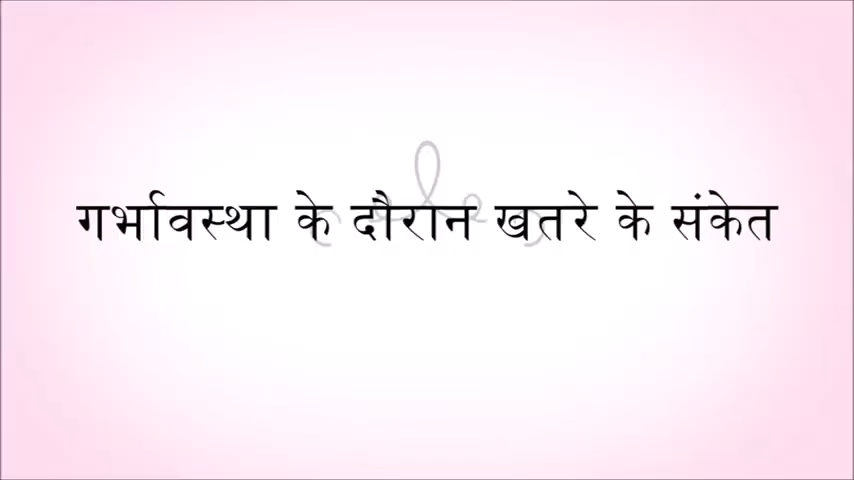 गर्भावस्था के दौरान खतरे के संकेत